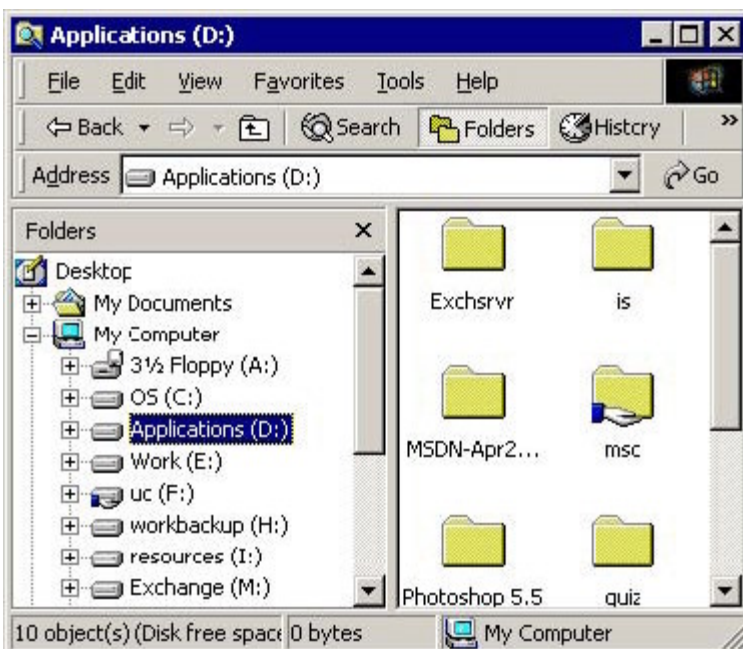 Applications (D:)
File Edit View Favorites Tools Help
Back Search Folders History »
Address Applications (D:) Go
Folders
Desktop
My Documents
My Computer
3½ Floppy (A:)
OS (C:)
Applications (D:)
Work (E:)
uc (F:)
workbackup (H:)
resources (I:)
Exchange (M:)
Exchsrvr is
MSDN-Apr2... msc
Photoshop 5.5 quiz
10 object(s) (Disk free space 0 bytes My Computer